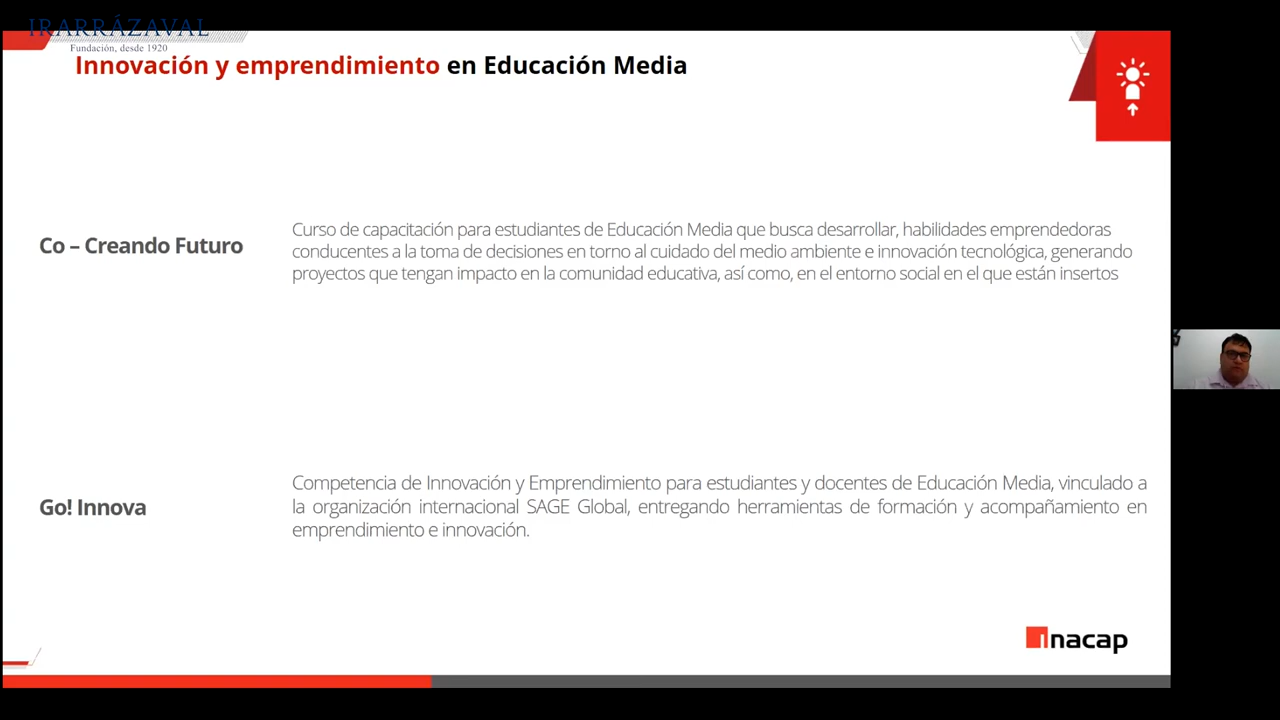 IRARRÁZAVAL
Fundación, desde 1920
Innovación y emprendimiento en Educación Media
Co – Creando Futuro
Curso de capacitación para estudiantes de Educación Media que busca desarrollar, habilidades emprendedoras
conducentes a la toma de decisiones en torno al cuidado del medio ambiente e innovación tecnológica, generando
proyectos que tengan impacto en la comunidad educativa, así como, en el entorno social en el que están insertos
Go! Innova
Competencia de Innovación y Emprendimiento para estudiantes y docentes de Educación Media, vinculado a
la organización internacional SAGE Global, entregando herramientas de formación y acompañamiento en
emprendimiento e innovación.
inacap